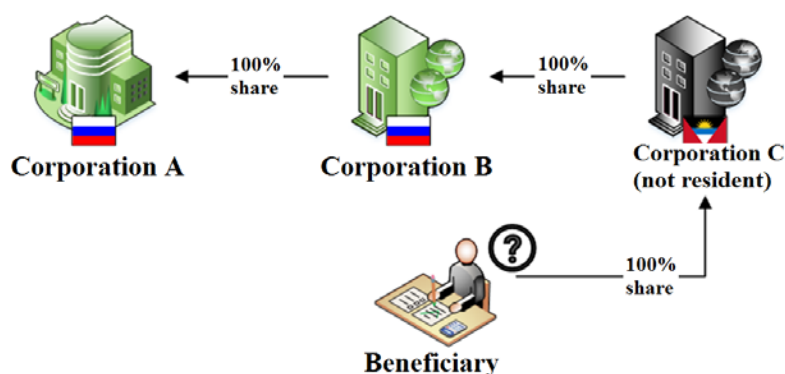 100%
share
100%
share
Corporation A
Corporation B
Corporation C
(not resident)
?
100%
share
Beneficiary